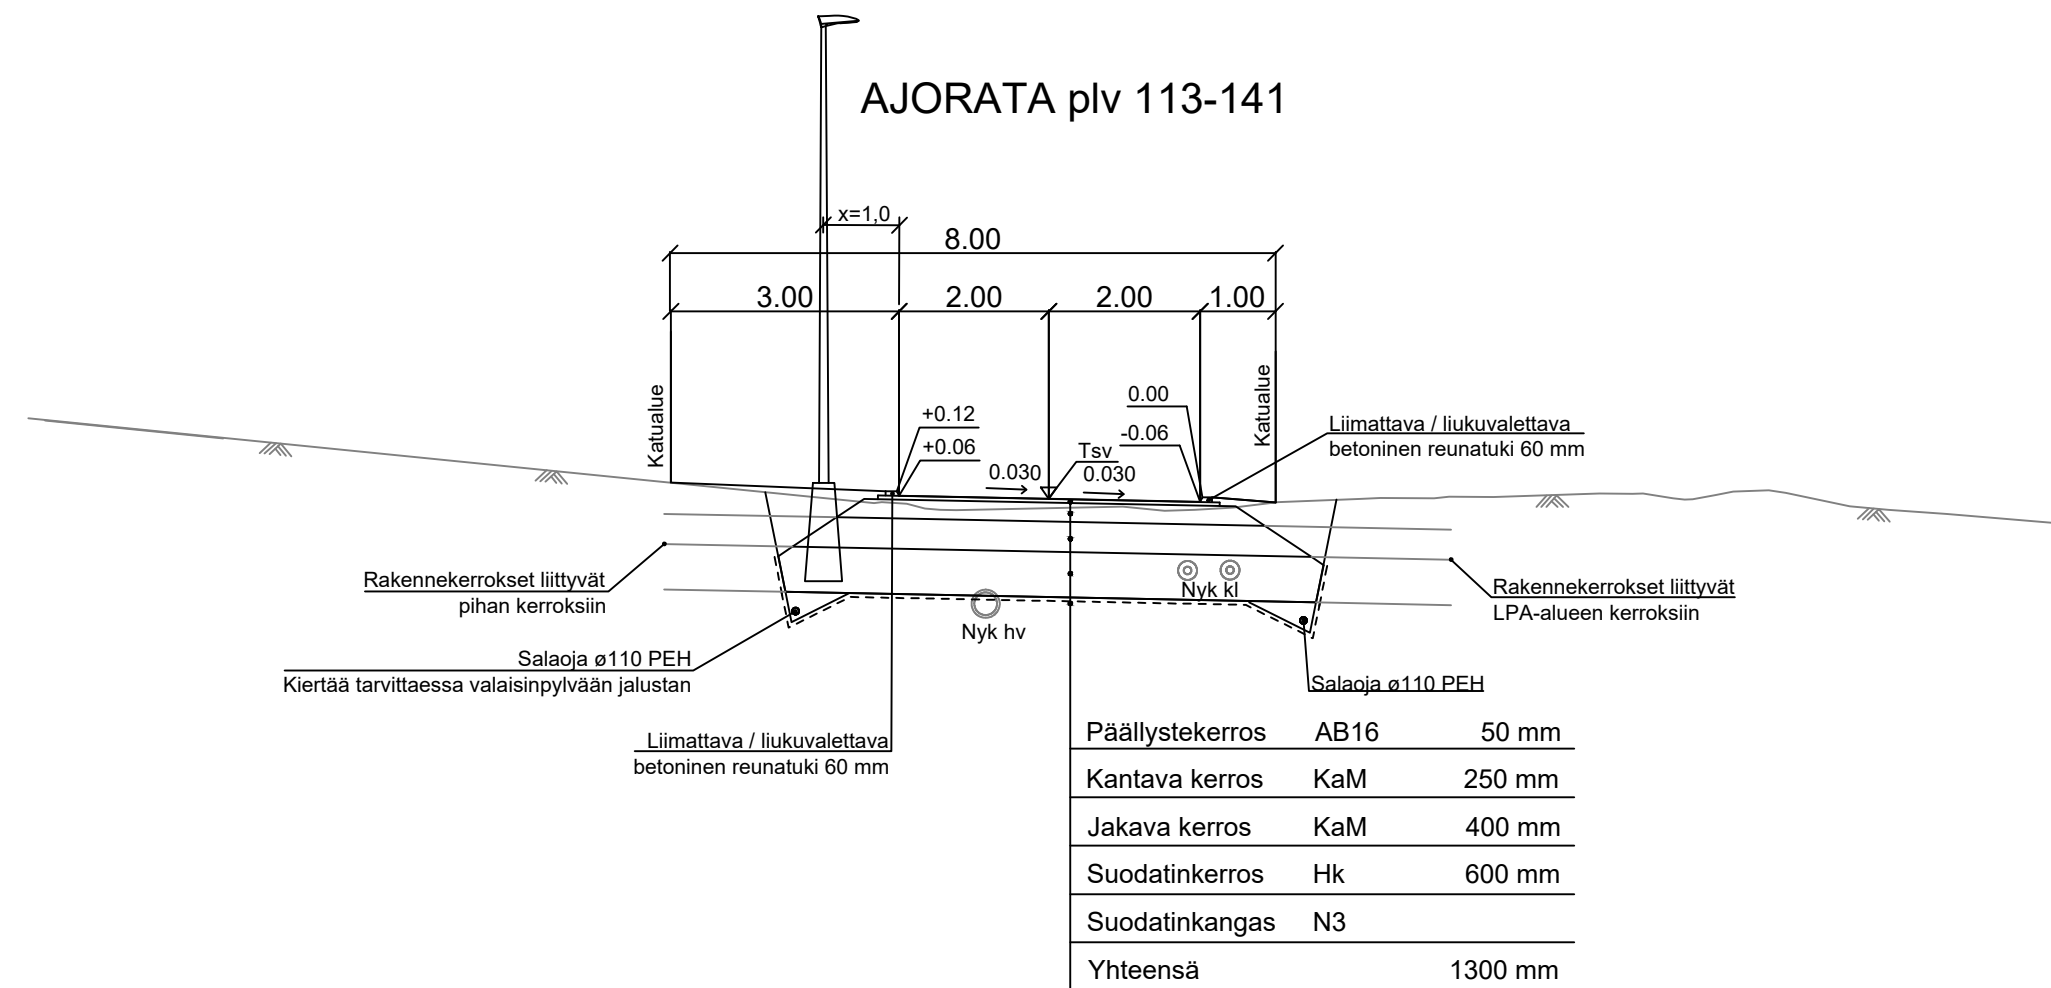 AJORATA plv 113-141
x=1,0
8.00
3.00 2.00 2.00 1.00
Katualue
Katualue
+0.12
+0.06
0.030
Tsv
0.030
0.00
-0.06
Liimattava / liukuvalettava
betoninen reunatuki 60 mm
Rakennekerrokset liittyvät
pihan kerroksiin
Nyk kl
Nyk hv
Rakennekerrokset liittyvät
LPA-alueen kerroksiin
Salaoja ø110 PEH
Kiertää tarvittaessa valaisinpylvään jalustan
Salaoja ø110 PEH
Liimattava / liukuvalettava
betoninen reunatuki 60 mm
Päällystekerros AB16 50 mm
Kantava kerros KaM 250 mm
Jakava kerros KaM 400 mm
Suodatinkerros Hk 600 mm
Suodatinkangas N3
Yhteensä 1300 mm